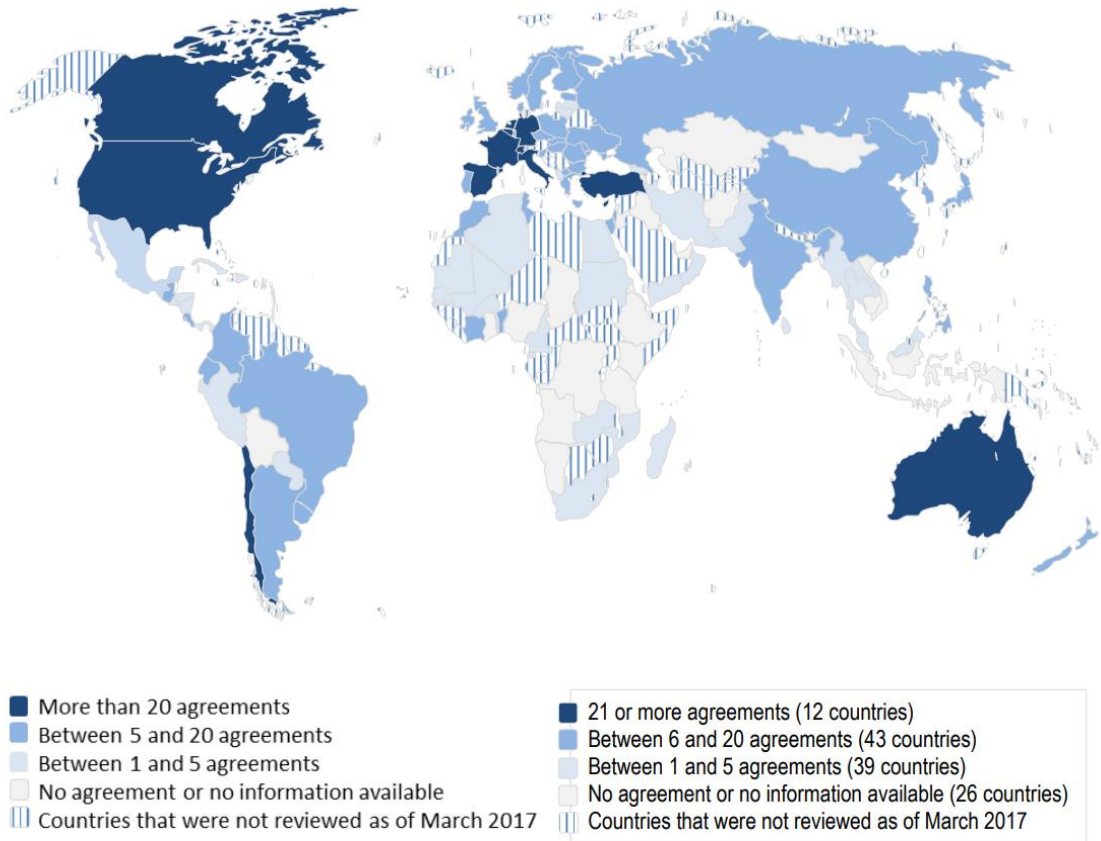 More than 20 agreements
Between 5 and 20 agreements
Between 1 and 5 agreements
No agreement or no information available
Countries that were not reviewed as of March 2017
21 or more agreements (12 countries)
Between 6 and 20 agreements (43 countries)
Between 1 and 5 agreements (39 countries)
No agreement or no information available (26 countries)
Countries that were not reviewed as of March 2017